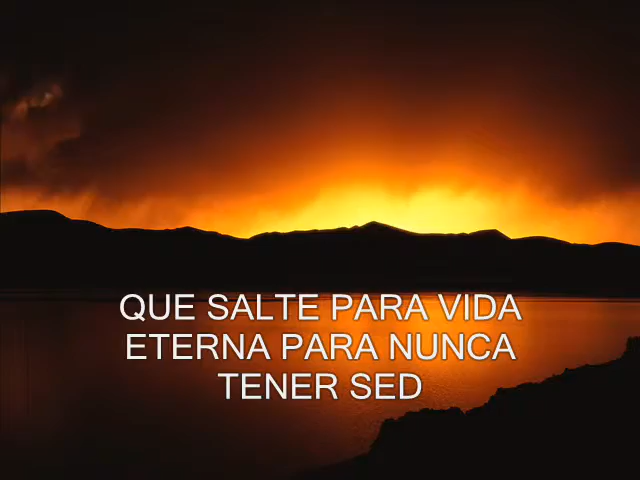 QUE SALTE PARA VIDA
ETERNA PARA NUNCA
TENER SED